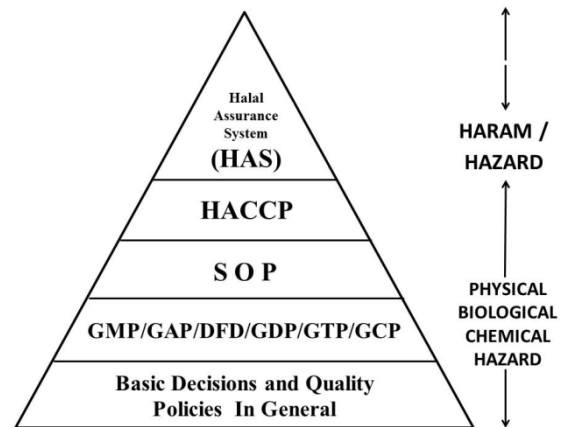 Halal
Assurance
System
(HAS)
HACCP
S O P
GMP/GAP/DFD/GDP/GTP/GCP
Basic Decisions and Quality
Policies In General
HARAM /
HAZARD
PHYSICAL
BIOLOGICAL
CHEMICAL
HAZARD